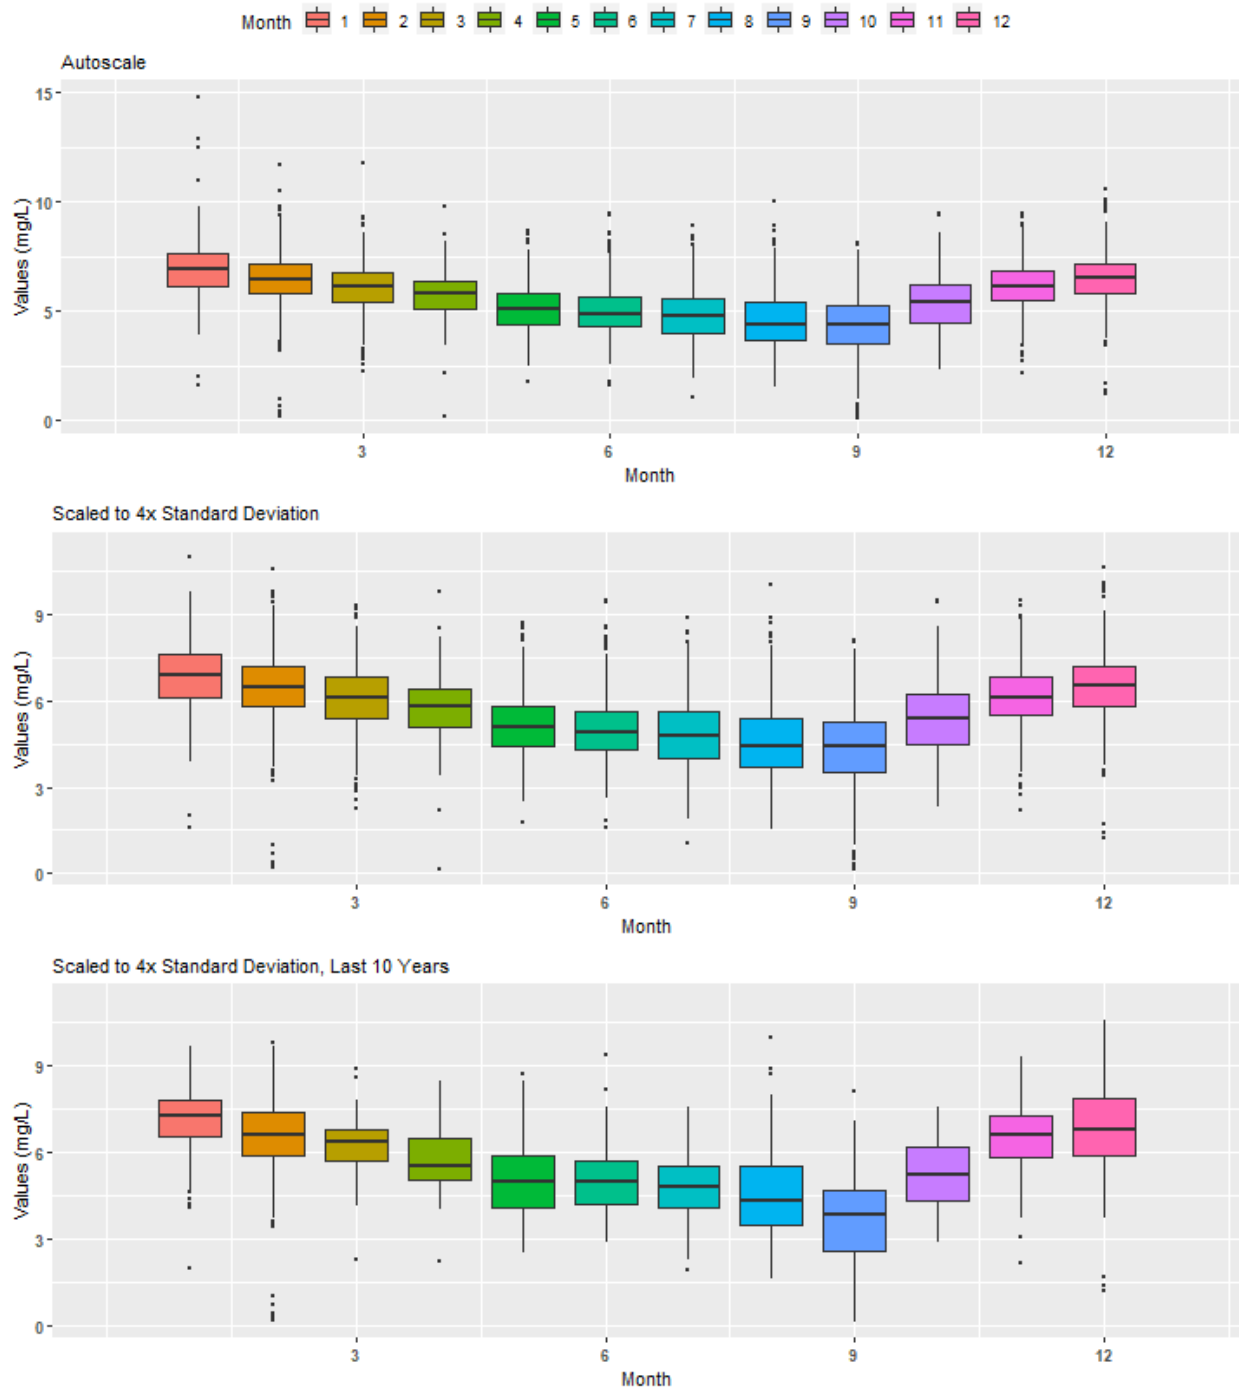 Month 1 2 3 4 5 6 7 8 9 10 11 12
Autoscale
15
10
5
0
Values (mg/L)
3 6 9 12
Month
Scaled to 4x Standard Deviation
9
6
3
0
Values (mg/L)
3 6 9 12
Month
Scaled to 4x Standard Deviation, Last 10 Years
9
6
3
0
Values (mg/L)
3 6 9 12
Month